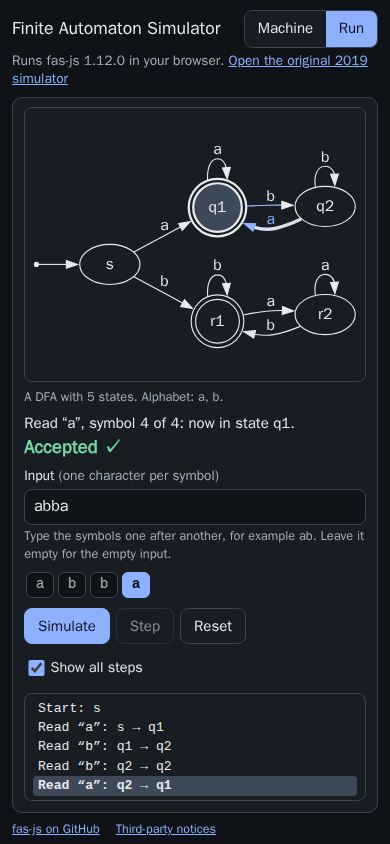 Finite Automaton Simulator
Machine
Run
Runs fas-js 1.12.0 in your browser. Open the original 2019
simulator
a
b
q1
b
q2
a
a
s
b
b
a
r1
a
r2
b
A DFA with 5 states. Alphabet: a, b.
Read “a”, symbol 4 of 4: now in state q1.
Accepted ✓
Input (one character per symbol)
abba
Type the symbols one after another, for example ab. Leave it
empty for the empty input.
a b b a
Simulate
Step
Reset
Show all steps
Start: s
Read “a”: s → q1
Read “b”: q1 → q2
Read “b”: q2 → q2
Read “a”: q2 → q1
fas-js on GitHub
Third-party notices